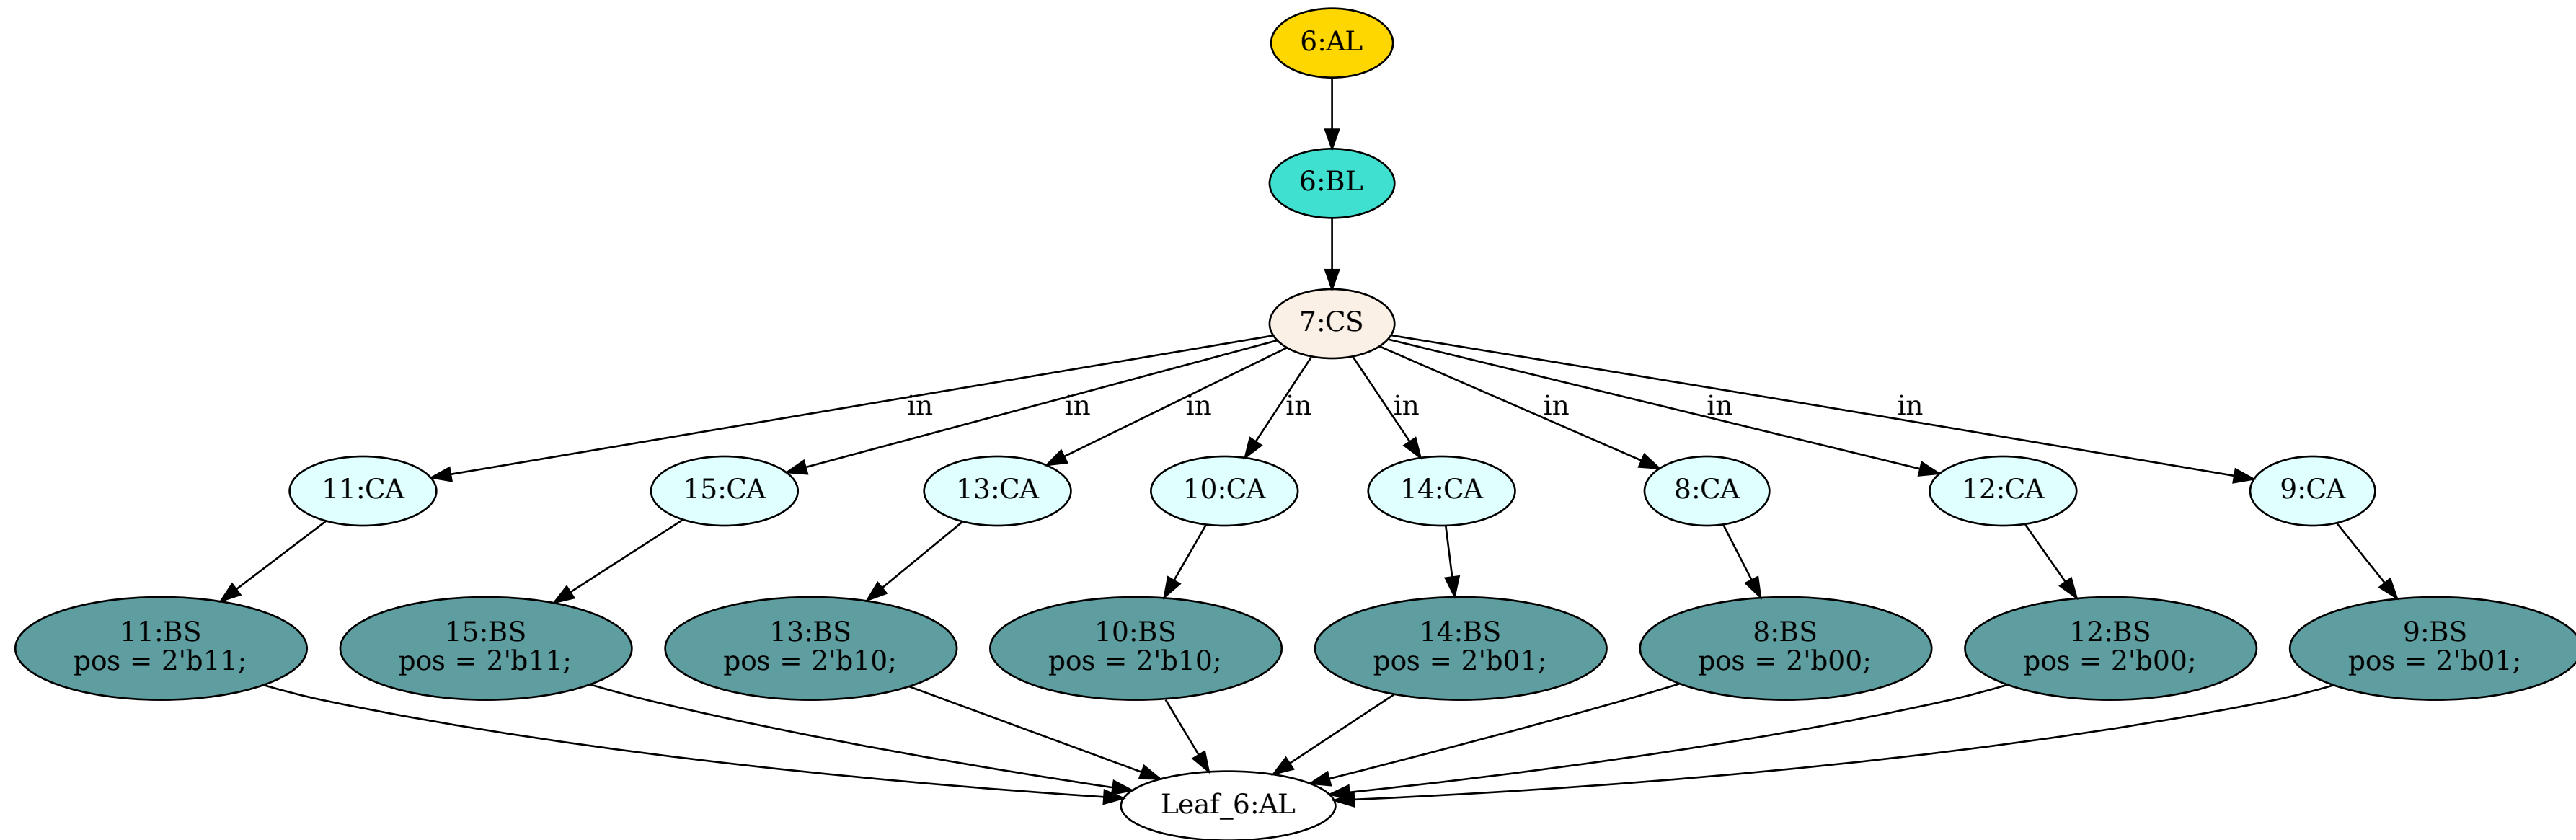 6:AL
6:BL
7:CS
in
in
in
in
in
in
in
in
11:CA
15:CA
13:CA
10:CA
14:CA
8:CA
12:CA
9:CA
11:BS
pos = 2'b11;
15:BS
pos = 2'b11;
13:BS
pos = 2'b10;
10:BS
pos = 2'b10;
14:BS
pos = 2'b01;
8:BS
pos = 2'b00;
12:BS
pos = 2'b00;
9:BS
pos = 2'b01;
Leaf_6:AL